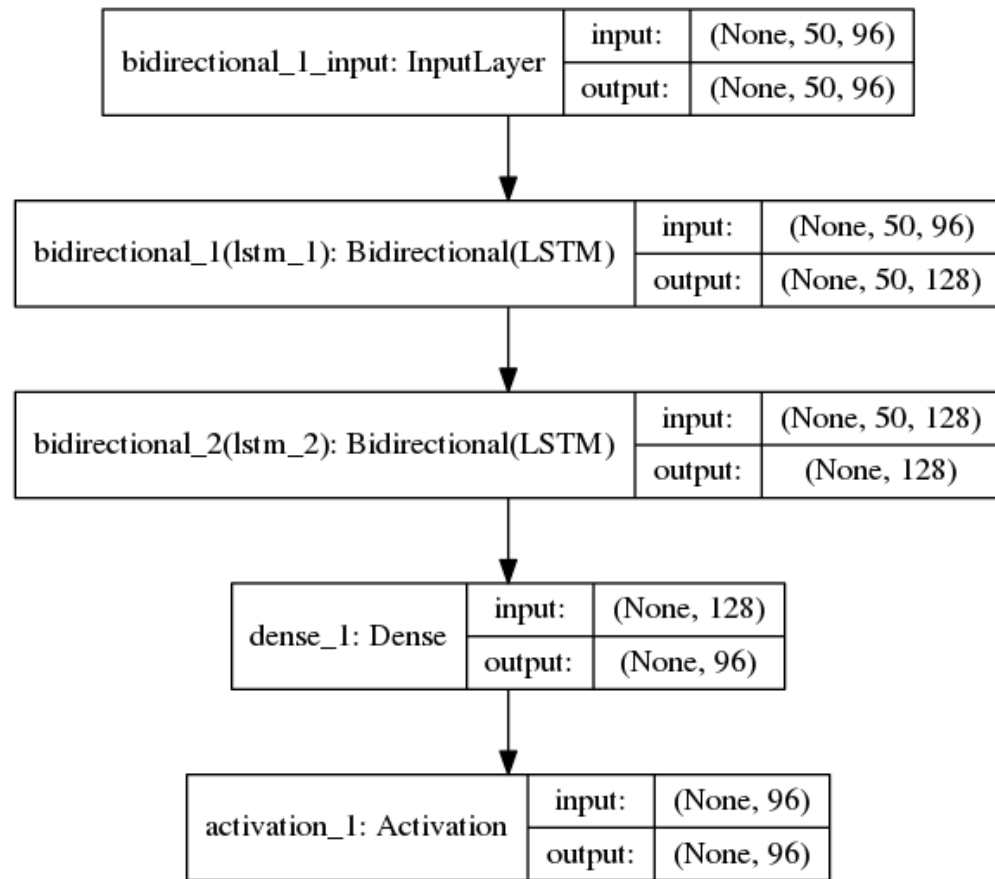 bidirectional_1_input: InputLayer
input: (None, 50, 96)
output: (None, 50, 96)
bidirectional_1(lstm_1): Bidirectional(LSTM)
input: (None, 50, 96)
output: (None, 50, 128)
bidirectional_2(lstm_2): Bidirectional(LSTM)
input: (None, 50, 128)
output: (None, 128)
dense_1: Dense
input: (None, 128)
output: (None, 96)
activation_1: Activation
input: (None, 96)
output: (None, 96)